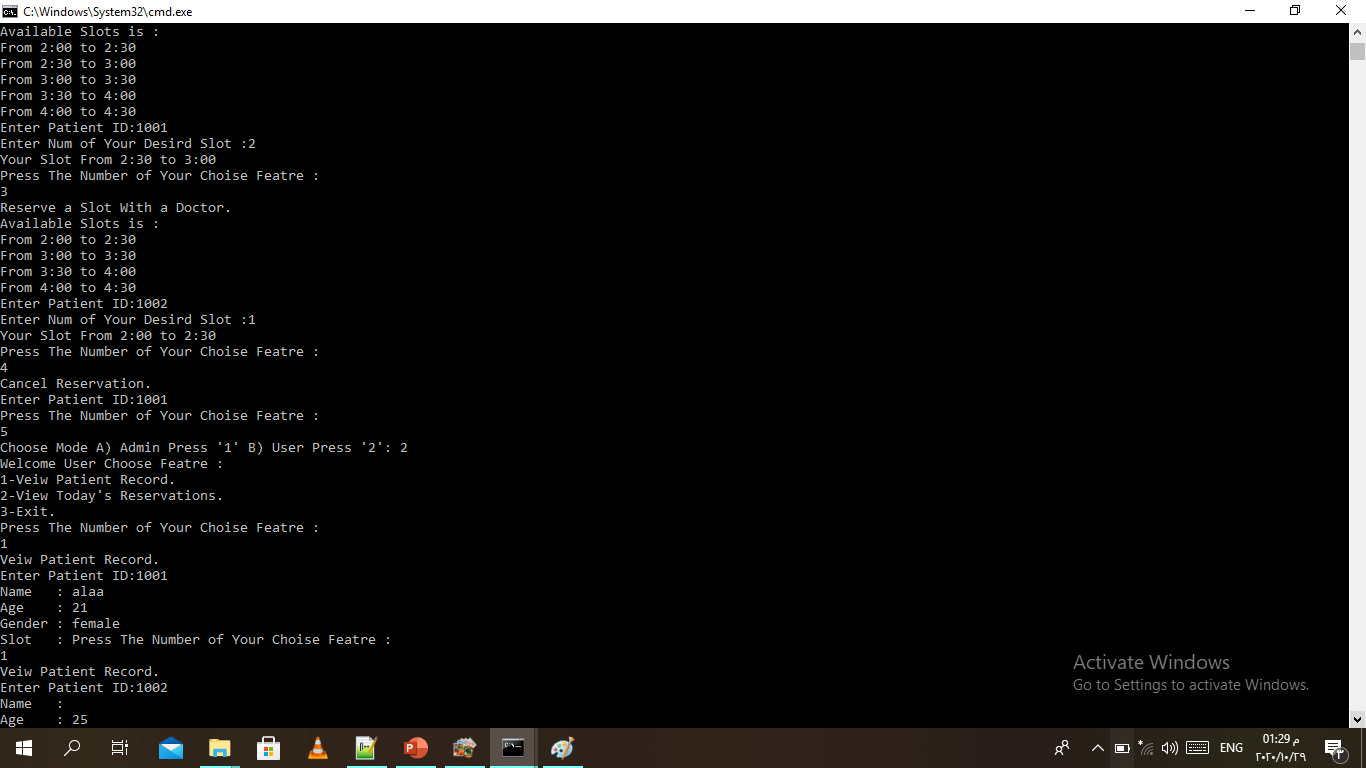 C:\Windows\System32\cmd.exe
Available Slots is :
From 2:00 to 2:30
From 2:30 to 3:00
From 3:00 to 3:30
From 3:30 to 4:00
From 4:00 to 4:30
Enter Patient ID:1001
Enter Num of Your Desird Slot :2
Your Slot From 2:30 to 3:00
Press The Number of Your Choise Featre :
3
Reserve a Slot With a Doctor.
Available Slots is :
From 2:00 to 2:30
From 3:00 to 3:30
From 3:30 to 4:00
From 4:00 to 4:30
Enter Patient ID:1002
Enter Num of Your Desird Slot :1
Your Slot From 2:00 to 2:30
Press The Number of Your Choise Featre :
4
Cancel Reservation.
Enter Patient ID:1001
Press The Number of Your Choise Featre :
5
Choose Mode A) Admin Press '1' B) User Press '2': 2
Welcome User Choose Featre :
1-Veiw Patient Record.
2-View Today's Reservations.
3-Exit.
Press The Number of Your Choise Featre :
1
Veiw Patient Record.
Enter Patient ID:1001
Name   : alaa
Age    : 21
Gender : female
Slot   : Press The Number of Your Choise Featre :
1
Veiw Patient Record.
Enter Patient ID:1002
Name   :
Age    : 25
Activate Windows
Go to Settings to activate Windows.
ENG
01:29 م
٢٠٢٠/١٠/٢٩
٣